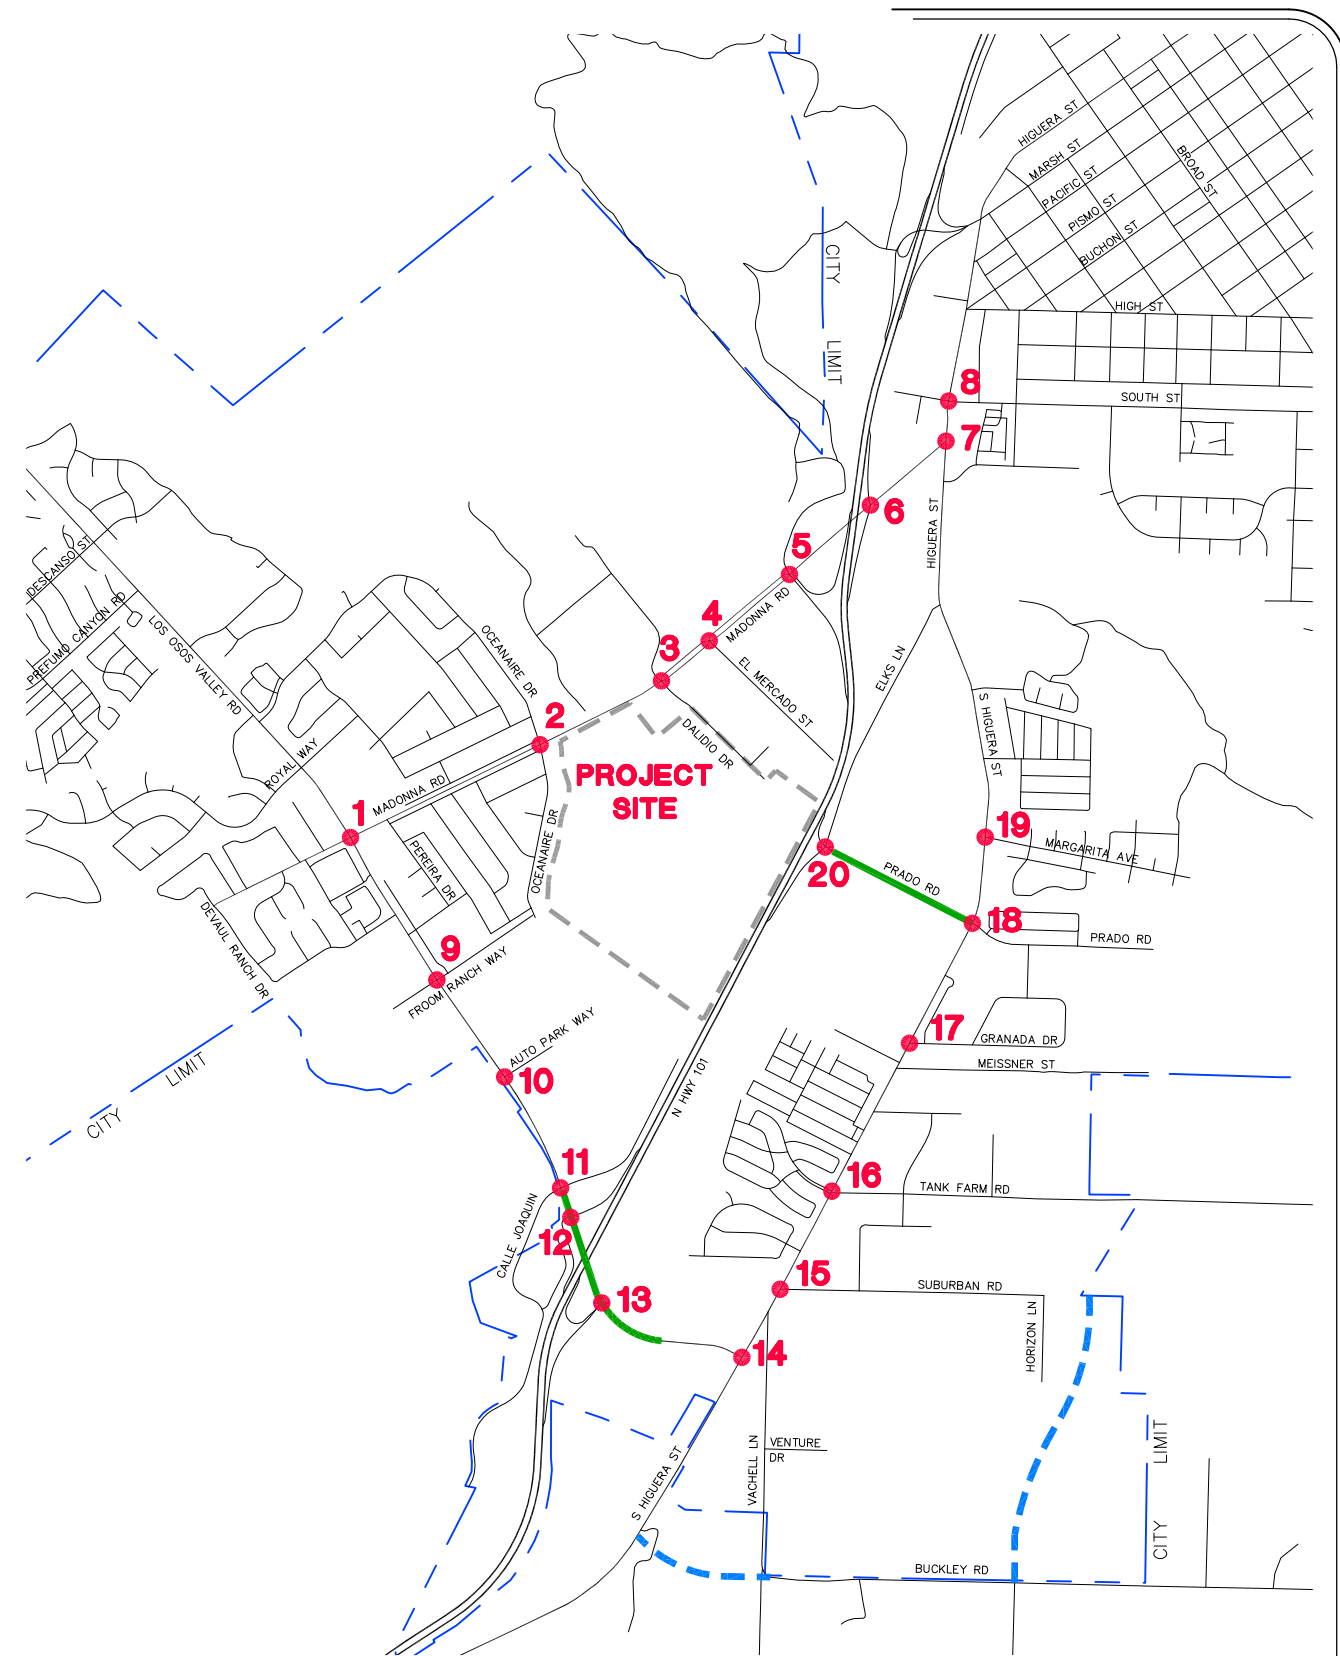 HIGUERA ST
MARSH ST
PACIFIC ST
PISMO ST
BUCHON ST
BROAD ST
CITY
LIMIT
HIGH ST
8
SOUTH ST
7
6
HIGUERA ST
5
4
MADONNA RD
3
EL MERCADO ST
ELKS LN
DESCANSO ST
PREFUMO CANYON RD
LOS OSOS VALLEY RD
OCEANAIRE DR
2
DALIDIO DR
S HIGUERA ST
ROYAL WAY
PROJECT
SITE
MADONNA RD
1
PEREIRA DR
OCEANAIRE DR
19
MARGARITA AVE
20
PRADO RD
18
PRADO RD
DEVAUL RANCH DR
9
FROOM RANCH WAY
17
GRANADA DR
MEISSNER ST
AUTO PARK WAY
10
N HWY 101
LIMIT
CITY
11
16
TANK FARM RD
CALLE JOAQUIN
12
15
SUBURBAN RD
13
HORIZON LN
14
VENTURE
DR
VACHELL LN
S HIGUERA ST
LIMIT
CITY
BUCKLEY RD